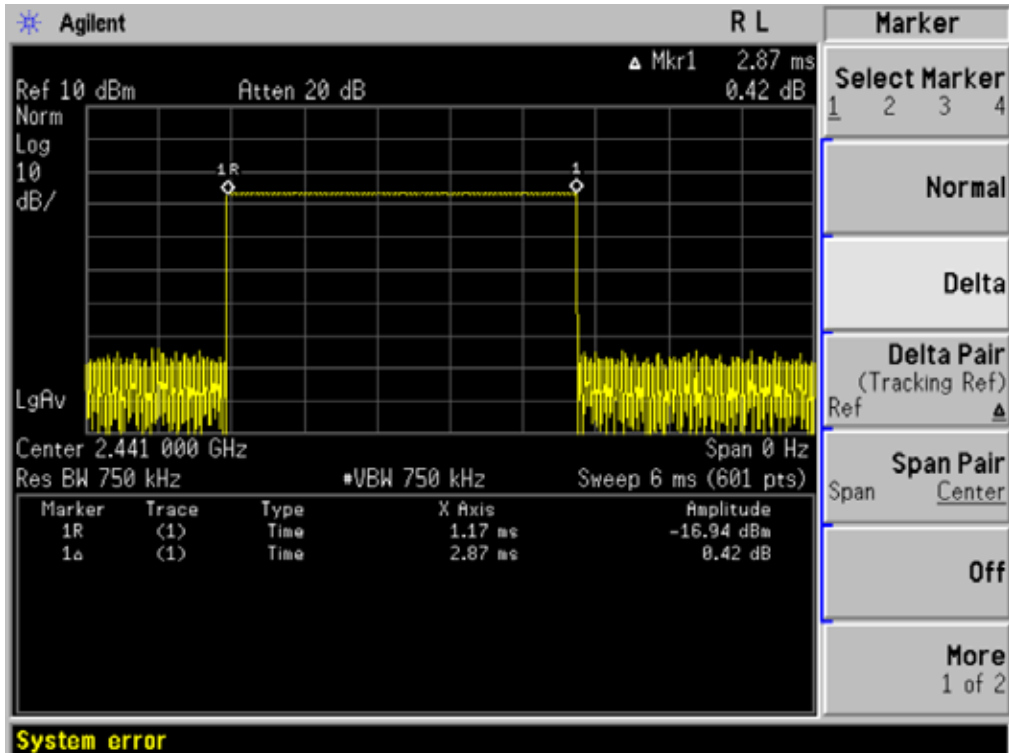 Agilent R L Marker
Δ Mkr1 2.87 ms
Ref 10 dBm Atten 20 dB 0.42 dB
Norm
Log
10
dB/
1R 1
LgAv
Center 2.441 000 GHz Span 0 Hz
Res BW 750 kHz #VBW 750 kHz Sweep 6 ms (601 pts)
Marker Trace Type X Axis Amplitude
1R (1) Time 1.17 ms -16.94 dBm
1Δ (1) Time 2.87 ms 0.42 dB
System error
Select Marker
1 2 3 4
Normal
Delta
Delta Pair
(Tracking Ref)
Ref Δ
Span Pair
Span Center
Off
More
1 of 2